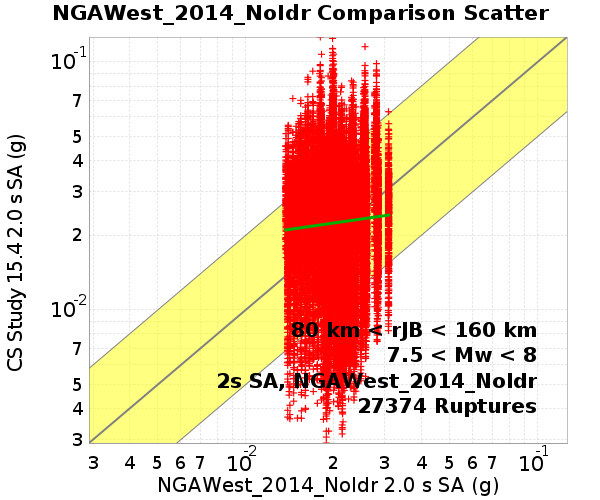 NGAWest_2014_NoIdr Comparison Scatter
CS Study 15.4 2.0 s SA (g)
10^-1
7
5
4
3
2
10^-2
7
5
4
3
80 km < rJB < 160 km
7.5 < Mw < 8
2s SA, NGAWest_2014_NoIdr
27374 Ruptures
3 4 5 6 7 10^-2 2 3 4 5 6 7 10^-1
NGAWest_2014_NoIdr 2.0 s SA (g)